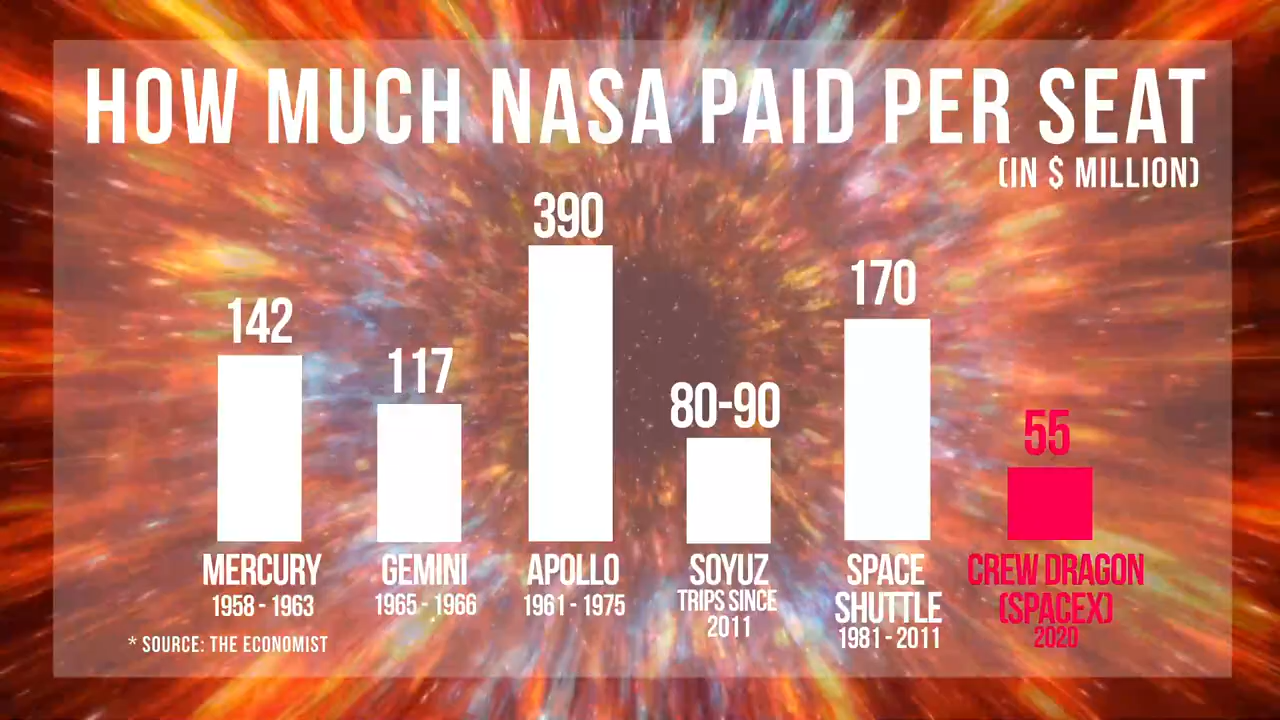 HOW MUCH NASA PAID PER SEAT
(IN $ MILLION)
142
117
390
80-90
170
55
MERCURY
1958 - 1963
GEMINI
1965 - 1966
APOLLO
1961 - 1975
SOYUZ
TRIPS SINCE
2011
SPACE
SHUTTLE
1981 - 2011
CREW DRAGON
(SPACEX)
2020
* SOURCE: THE ECONOMIST